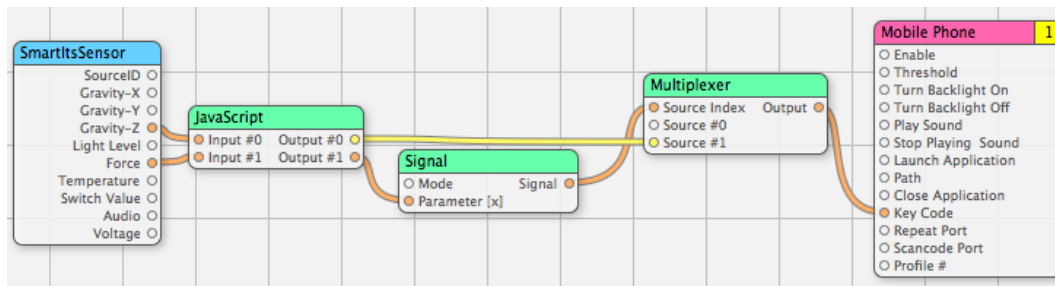 SmartItsSensor
SourceID
Gravity-X
Gravity-Y
Gravity-Z
Light Level
Force
Temperature
Switch Value
Audio
Voltage
JavaScript
Input #0 Output #0
Input #1 Output #1
Signal
Mode Signal
Parameter [x]
Multiplexer
Source Index Output
Source #0
Source #1
Mobile Phone 1
Enable
Threshold
Turn Backlight On
Turn Backlight Off
Play Sound
Stop Playing Sound
Launch Application
Path
Close Application
Key Code
Repeat Port
Scancode Port
Profile #